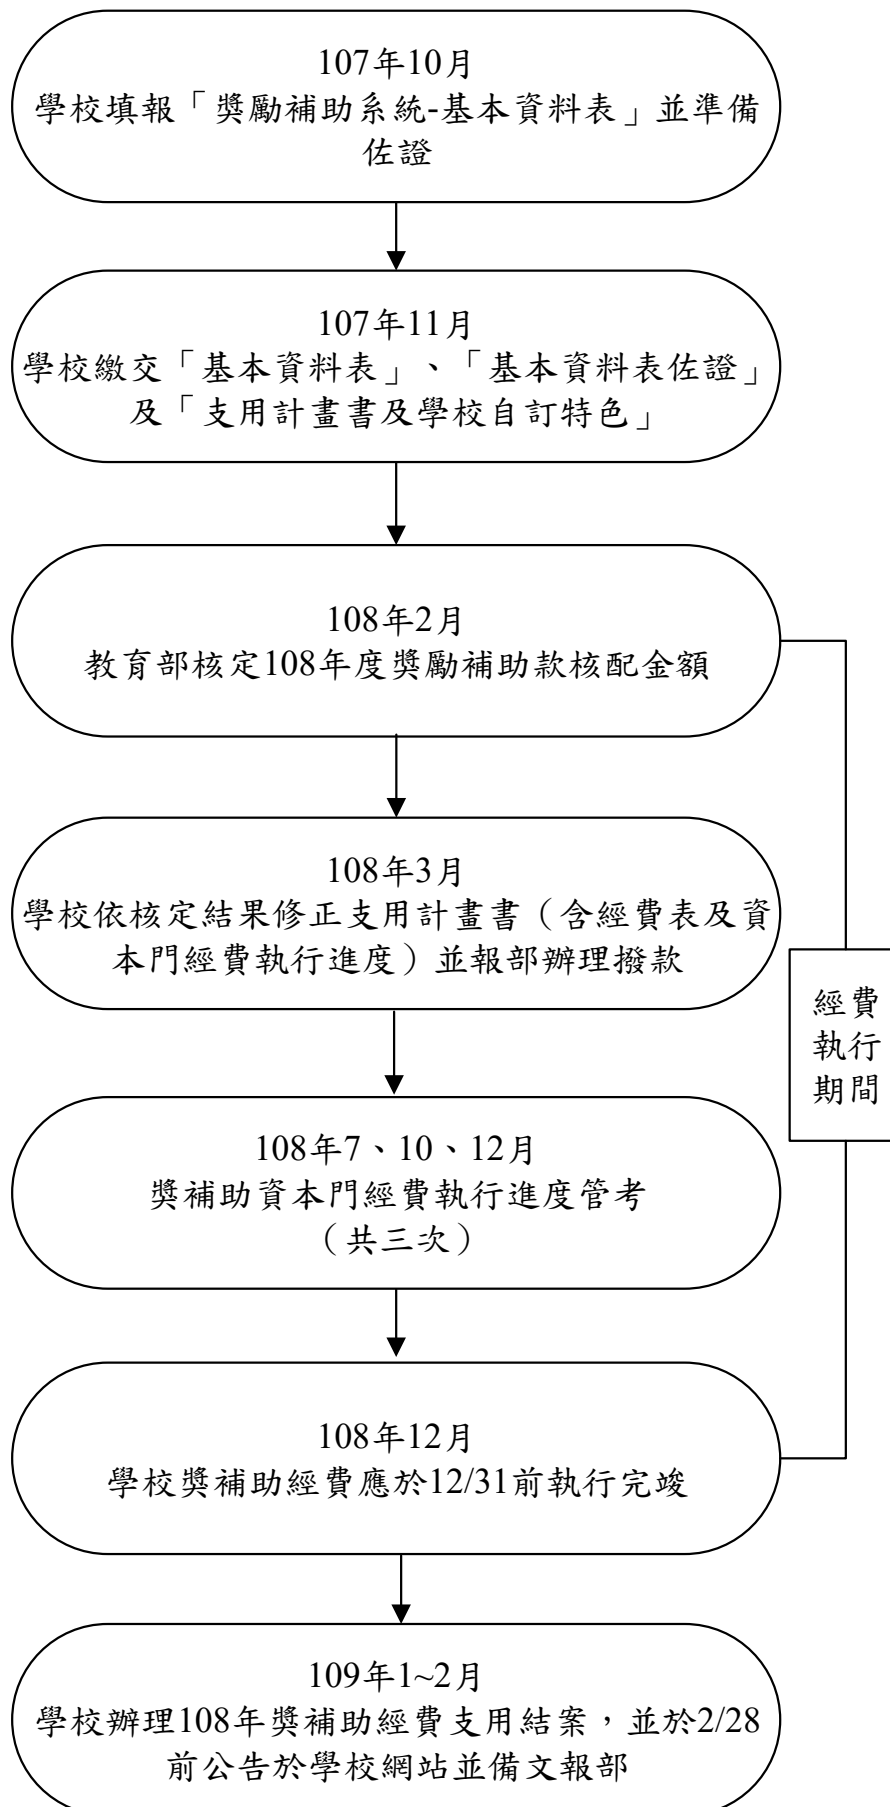 107年10月
學校填報「獎勵補助系統-基本資料表」並準備
佐證
107年11月
學校繳交「基本資料表」、「基本資料表佐證」
及「支用計畫書及學校自訂特色」
108年2月
教育部核定108年度獎勵補助款核配金額
108年3月
學校依核定結果修正支用計畫書（含經費表及資
本門經費執行進度）並報部辦理撥款
經費
執行
期間
108年7、10、12月
獎補助資本門經費執行進度管考
（共三次）
108年12月
學校獎補助經費應於12/31前執行完竣
109年1~2月
學校辦理108年獎補助經費支用結案，並於2/28
前公告於學校網站並備文報部